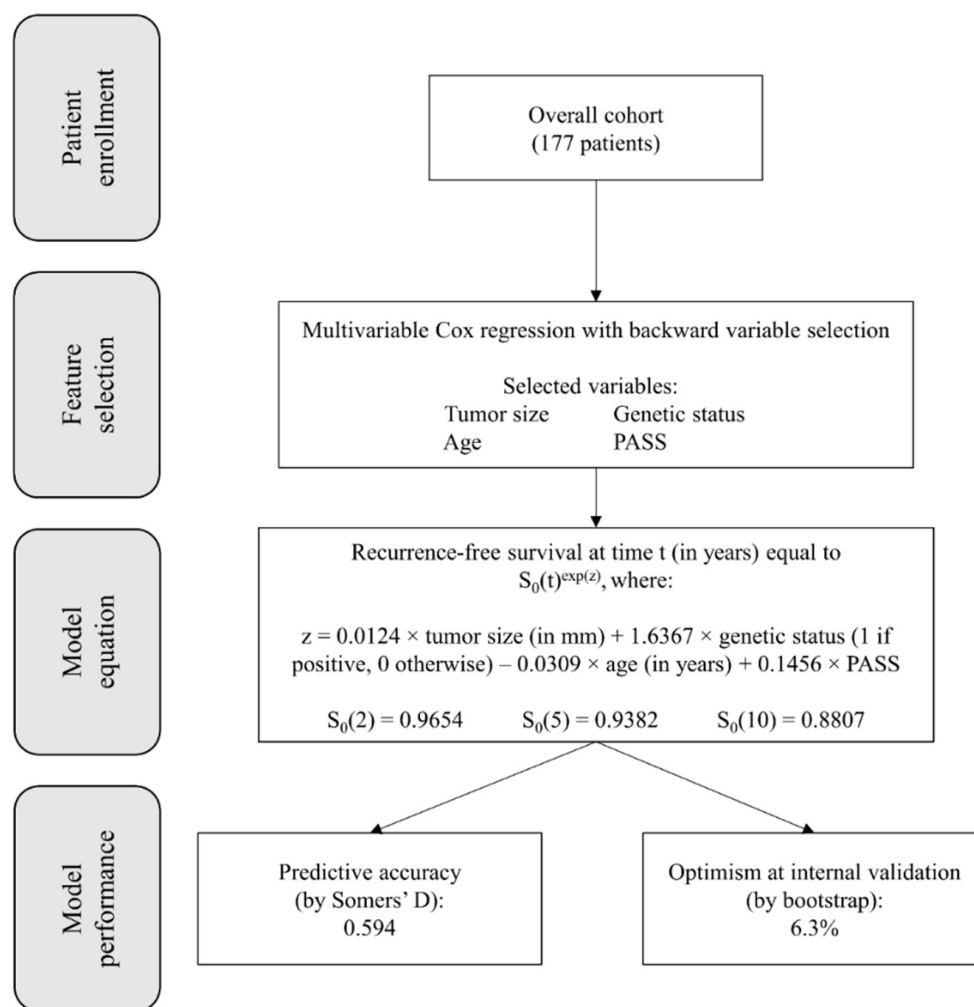 Patient
enrollment
Overall cohort
(177 patients)
Feature
selection
Multivariable Cox regression with backward variable selection
Selected variables:
Tumor size Genetic status
Age PASS
Model
equation
Recurrence-free survival at time t (in years) equal to
S₀(t)^exp(z), where:
z = 0.0124 × tumor size (in mm) + 1.6367 × genetic status (1 if
positive, 0 otherwise) – 0.0309 × age (in years) + 0.1456 × PASS
S₀(2) = 0.9654 S₀(5) = 0.9382 S₀(10) = 0.8807
Model
performance
Predictive accuracy
(by Somers’ D):
0.594
Optimism at internal validation
(by bootstrap):
6.3%